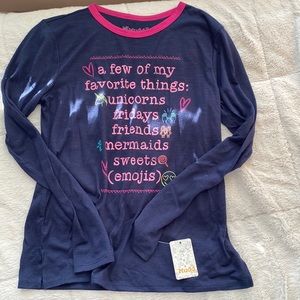 a few of my
favorite things:
unicorns
fridays
friends
mermaids
sweets
(emojis)